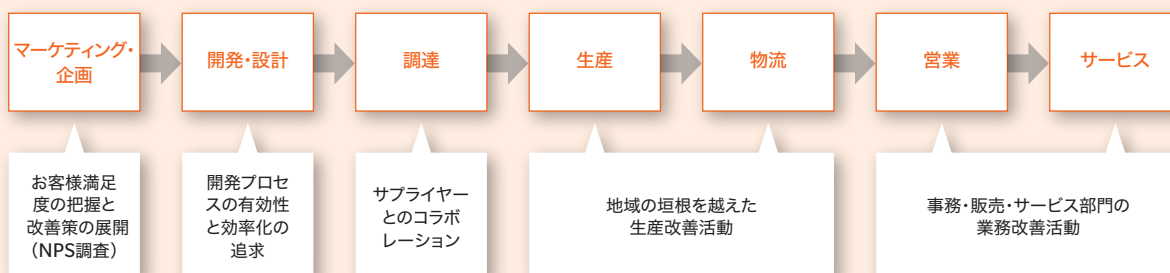 マーケティング・
企画
開発・設計
調達
生産
物流
営業
サービス
お客様満足
度の把握と
改善策の展開
（NPS調査）
開発プロセ
スの有効性
と効率化の
追求
サプライヤー
とのコラボ
レーション
地域の垣根を越えた
生産改善活動
事務・販売・サービス部門の
業務改善活動